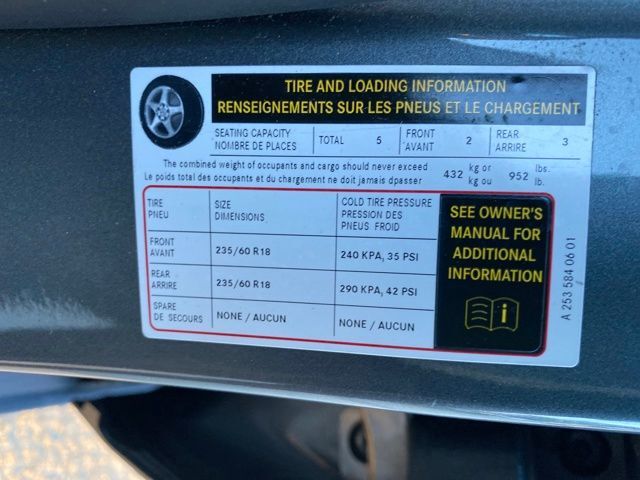 TIRE AND LOADING INFORMATION
RENSEIGNEMENTS SUR LES PNEUS ET LE CHARGEMENT
SEATING CAPACITY
NOMBRE DE PLACES
TOTAL 5
FRONT
AVANT
2
REAR
ARRIÈRE
3
The combined weight of occupants and cargo should never exceed
Le poids total des occupants et du chargement ne doit jamais dpasser
432 kg or
kg ou
952 lbs.
lb.
TIRE
PNEU
SIZE
DIMENSIONS
COLD TIRE PRESSURE
PRESSION DES
PNEUS FROID
FRONT
AVANT
235/60 R18
240 KPA, 35 PSI
REAR
ARRIRE
235/60 R18
290 KPA, 42 PSI
SPARE
DE SECOURS
NONE / AUCUN
NONE / AUCUN
SEE OWNER'S
MANUAL FOR
ADDITIONAL
INFORMATION
i
A 253 584 06 01